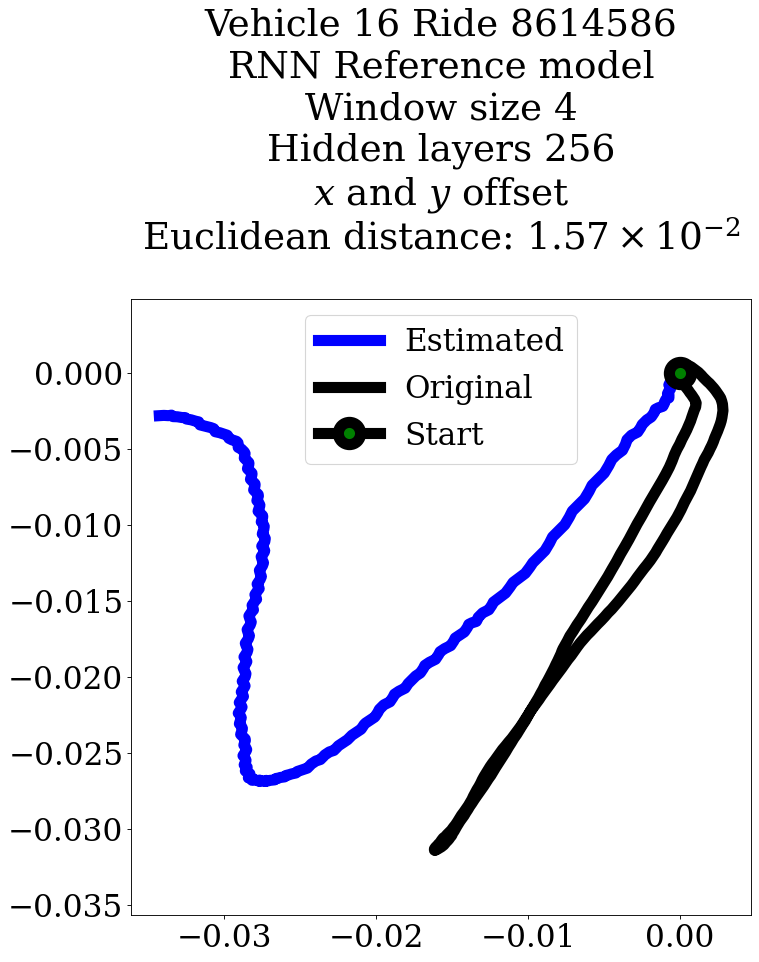 Vehicle 16 Ride 8614586
RNN Reference model
Window size 4
Hidden layers 256
x and y offset
Euclidean distance: 1.57 × 10⁻²
Estimated
Original
Start
0.000
−0.005
−0.010
−0.015
−0.020
−0.025
−0.030
−0.035
−0.03
−0.02
−0.01
0.00